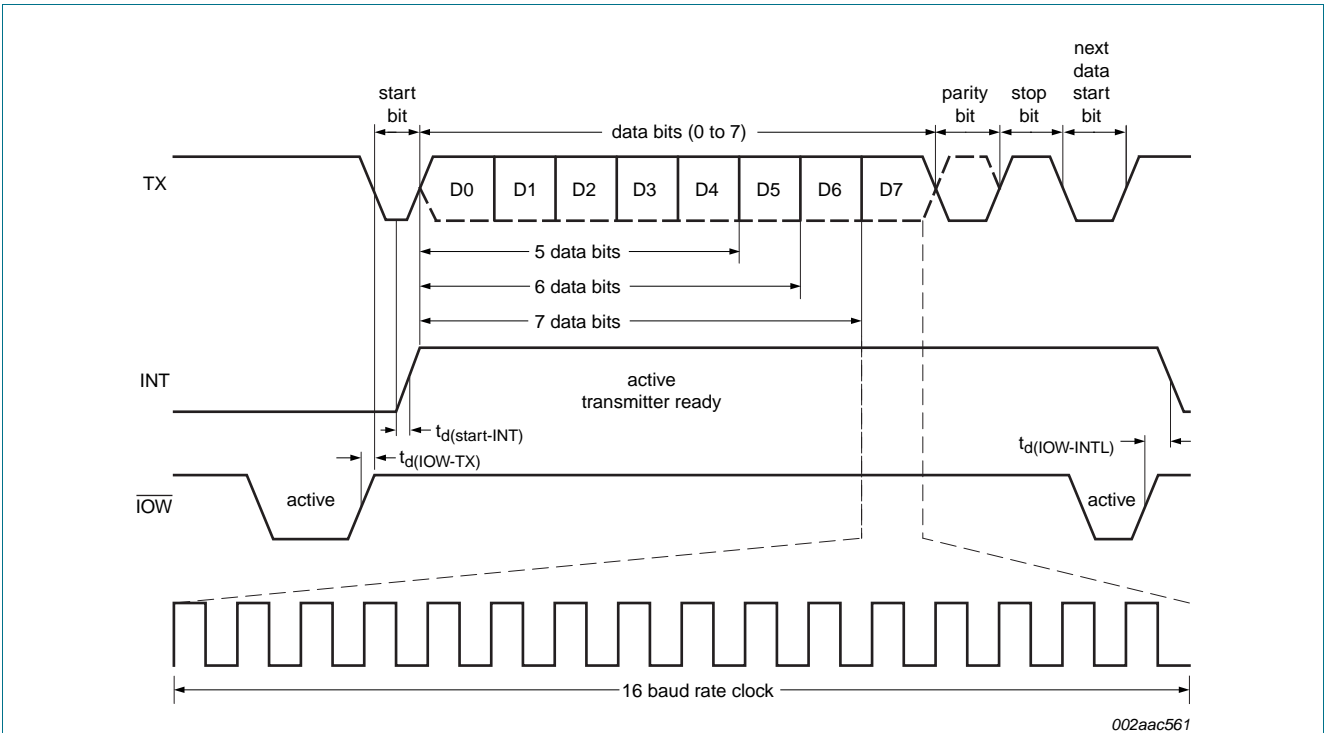 next
data
start
bit
start
bit
parity
bit
stop
bit
data bits (0 to 7)
TX
D0 D1 D2 D3 D4 D5 D6 D7
5 data bits
6 data bits
7 data bits
INT
active
transmitter ready
td(start-INT)
td(IOW-TX)
td(IOW-INTL)
IOW
active
active
16 baud rate clock
002aac561